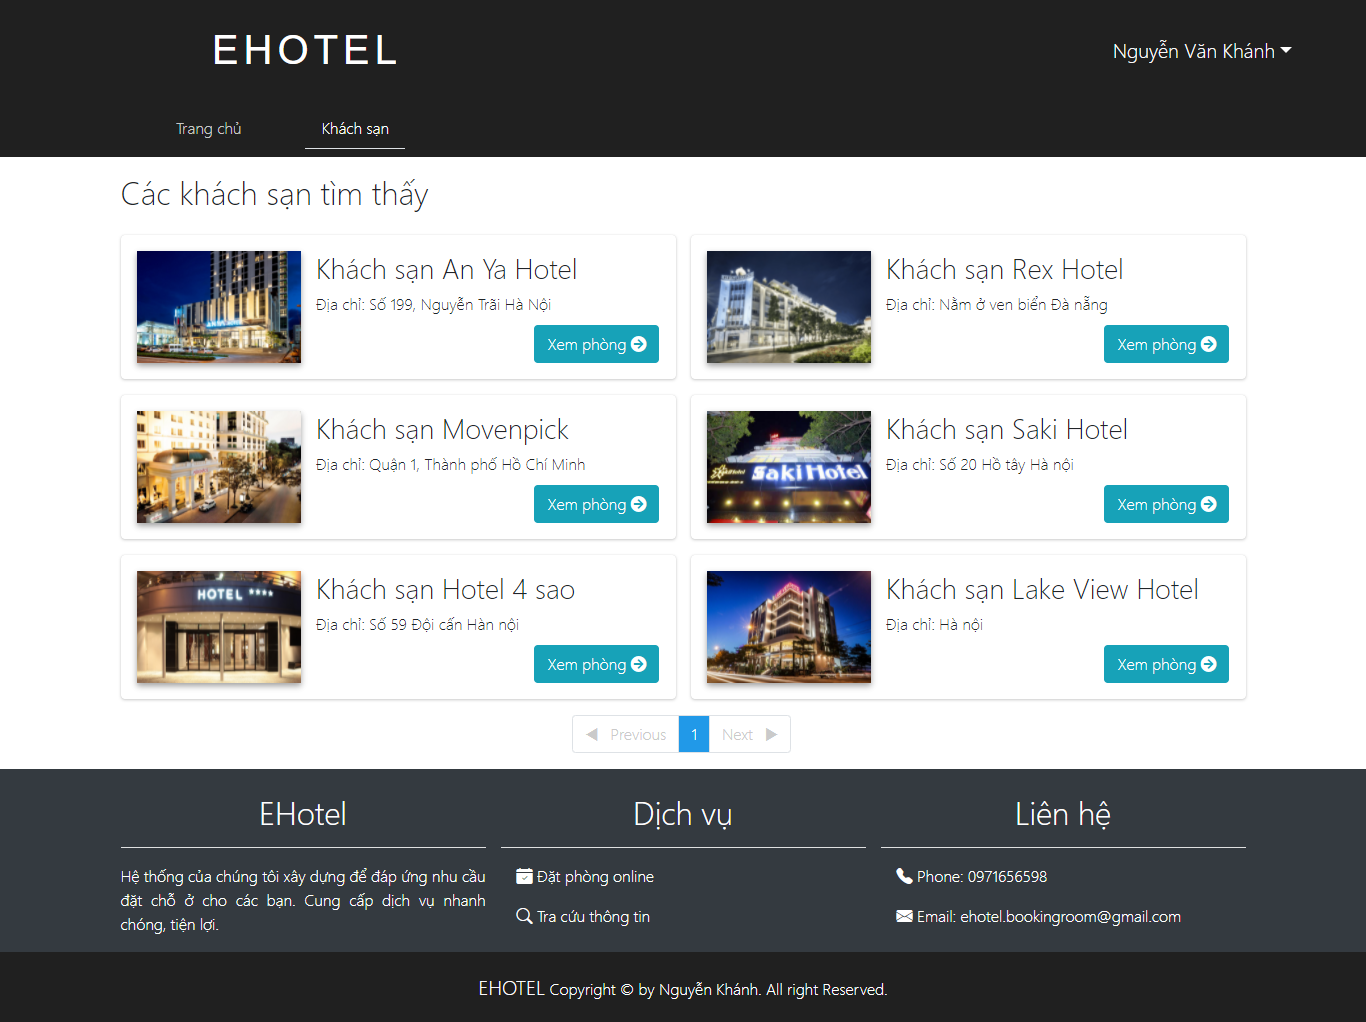 EHOTEL
Nguyễn Văn Khánh
Trang chủ
Khách sạn
Các khách sạn tìm thấy
Khách sạn An Ya Hotel
Địa chỉ: Số 199, Nguyễn Trãi Hà Nội
Xem phòng
Khách sạn Rex Hotel
Địa chỉ: Nằm ở ven biển Đà nẵng
Xem phòng
Khách sạn Movenpick
Địa chỉ: Quận 1, Thành phố Hồ Chí Minh
Xem phòng
Saki Hotel
Khách sạn Saki Hotel
Địa chỉ: Số 20 Hồ tây Hà nội
Xem phòng
HOTEL ****
Khách sạn Hotel 4 sao
Địa chỉ: Số 59 Đội cấn Hàn nội
Xem phòng
Khách sạn Lake View Hotel
Địa chỉ: Hà nội
Xem phòng
◀ Previous 1 Next ▶
EHotel
Hệ thống của chúng tôi xây dựng để đáp ứng nhu cầu
đặt chỗ ở cho các bạn. Cung cấp dịch vụ nhanh
chóng, tiện lợi.
Dịch vụ
Đặt phòng online
Tra cứu thông tin
Liên hệ
Phone: 0971656598
Email: ehotel.bookingroom@gmail.com
EHOTEL Copyright © by Nguyễn Khánh. All right Reserved.